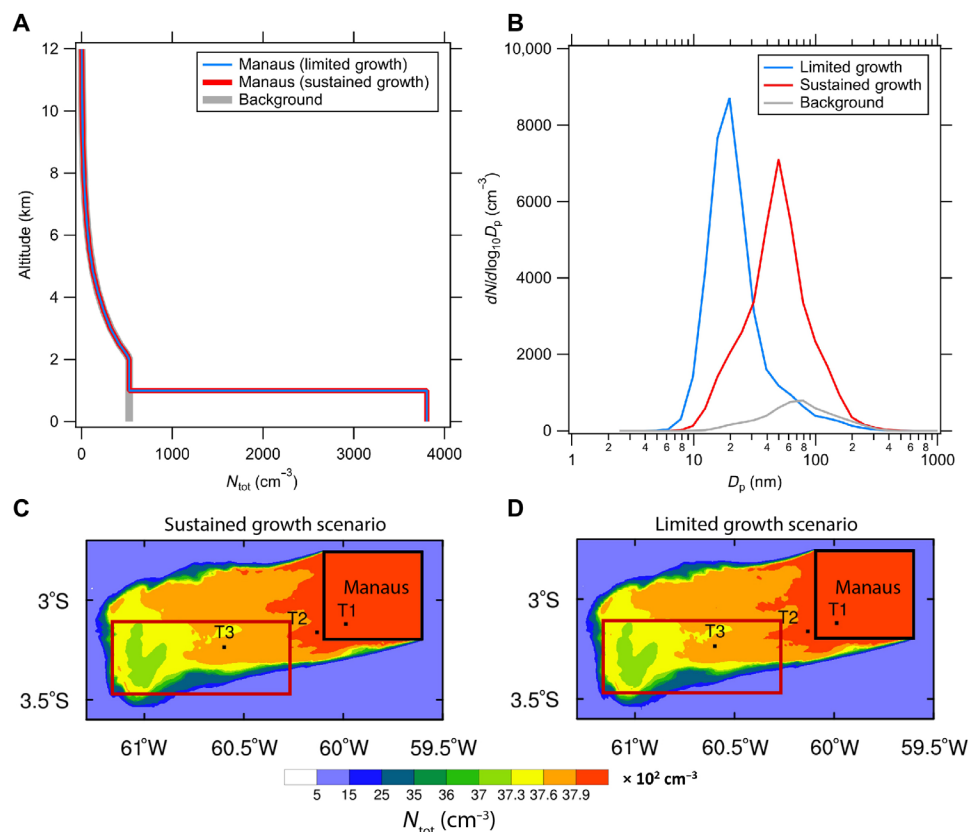 A
B
0 1000 2000 3000 4000
12
10
8
6
4
2
0
Altitude (km)
N_tot (cm⁻³)
Manaus (limited growth)
Manaus (sustained growth)
Background
10,000
8000
6000
4000
2000
0
dN/dlog₁₀D_p (cm⁻³)
Limited growth
Sustained growth
Background
2 4 6 8 2 4 6 8 2 4 6 8
1 10 100 1000
D_p (nm)
C
D
Sustained growth scenario
Limited growth scenario
Manaus
T1
T2
T3
3°S
3.5°S
61°W 60.5°W 60°W 59.5°W
Manaus
T1
T2
T3
3°S
3.5°S
61°W 60.5°W 60°W 59.5°W
5 15 25 35 36 37 37.3 37.6 37.9
× 10² cm⁻³
N_tot (cm⁻³)